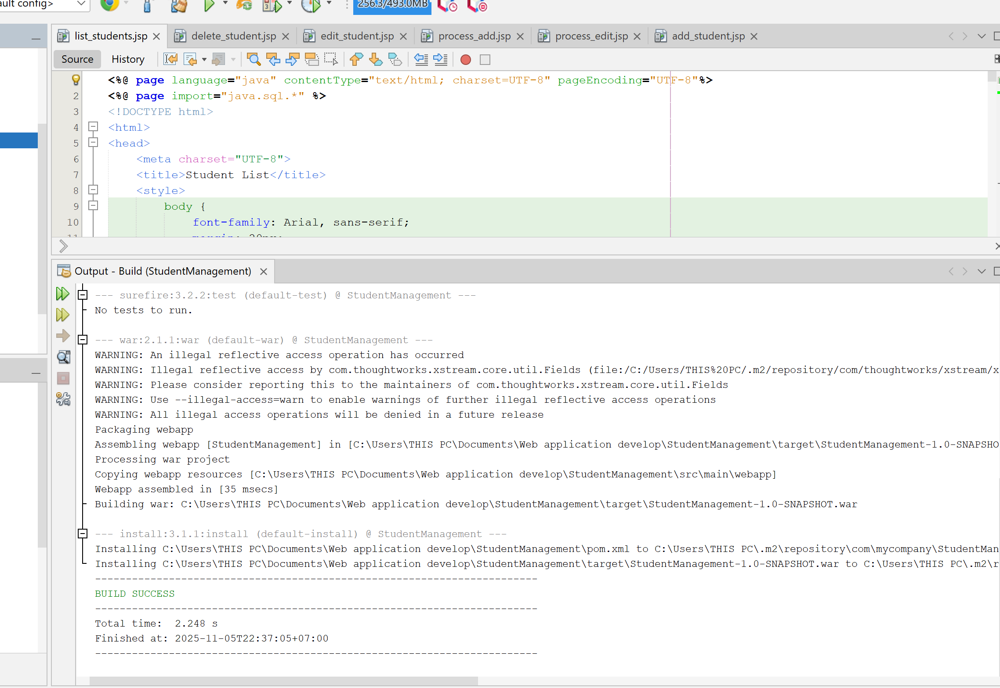 ault config>
256.3/493.0MB
list_students.jsp
delete_student.jsp
edit_student.jsp
process_add.jsp
process_edit.jsp
add_student.jsp
Source
History
<%@ page language="java" contentType="text/html; charset=UTF-8" pageEncoding="UTF-8"%>
2 <%@ page import="java.sql.*" %>
3 <!DOCTYPE html>
4 <html>
5 <head>
6 <meta charset="UTF-8">
7 <title>Student List</title>
8 <style>
9 body {
10 font-family: Arial, sans-serif;
11 margin: 20px;
Output - Build (StudentManagement)
--- surefire:3.2.2:test (default-test) @ StudentManagement ---
No tests to run.
--- war:2.1.1:war (default-war) @ StudentManagement ---
WARNING: An illegal reflective access operation has occurred
WARNING: Illegal reflective access by com.thoughtworks.xstream.core.util.Fields (file:/C:/Users/THIS%20PC/.m2/repository/com/thoughtworks/xstream/x
WARNING: Please consider reporting this to the maintainers of com.thoughtworks.xstream.core.util.Fields
WARNING: Use --illegal-access=warn to enable warnings of further illegal reflective access operations
WARNING: All illegal access operations will be denied in a future release
Packaging webapp
Assembling webapp [StudentManagement] in [C:\Users\THIS PC\Documents\Web application develop\StudentManagement\target\StudentManagement-1.0-SNAPSHO
Processing war project
Copying webapp resources [C:\Users\THIS PC\Documents\Web application develop\StudentManagement\src\main\webapp]
Webapp assembled in [35 msecs]
Building war: C:\Users\THIS PC\Documents\Web application develop\StudentManagement\target\StudentManagement-1.0-SNAPSHOT.war
--- install:3.1.1:install (default-install) @ StudentManagement ---
Installing C:\Users\THIS PC\Documents\Web application develop\StudentManagement\pom.xml to C:\Users\THIS PC\.m2\repository\com\mycompany\StudentMan
Installing C:\Users\THIS PC\Documents\Web application develop\StudentManagement\target\StudentManagement-1.0-SNAPSHOT.war to C:\Users\THIS PC\.m2\r
------------------------------------------------------------------------
BUILD SUCCESS
------------------------------------------------------------------------
Total time:  2.248 s
Finished at: 2025-11-05T22:37:05+07:00
------------------------------------------------------------------------